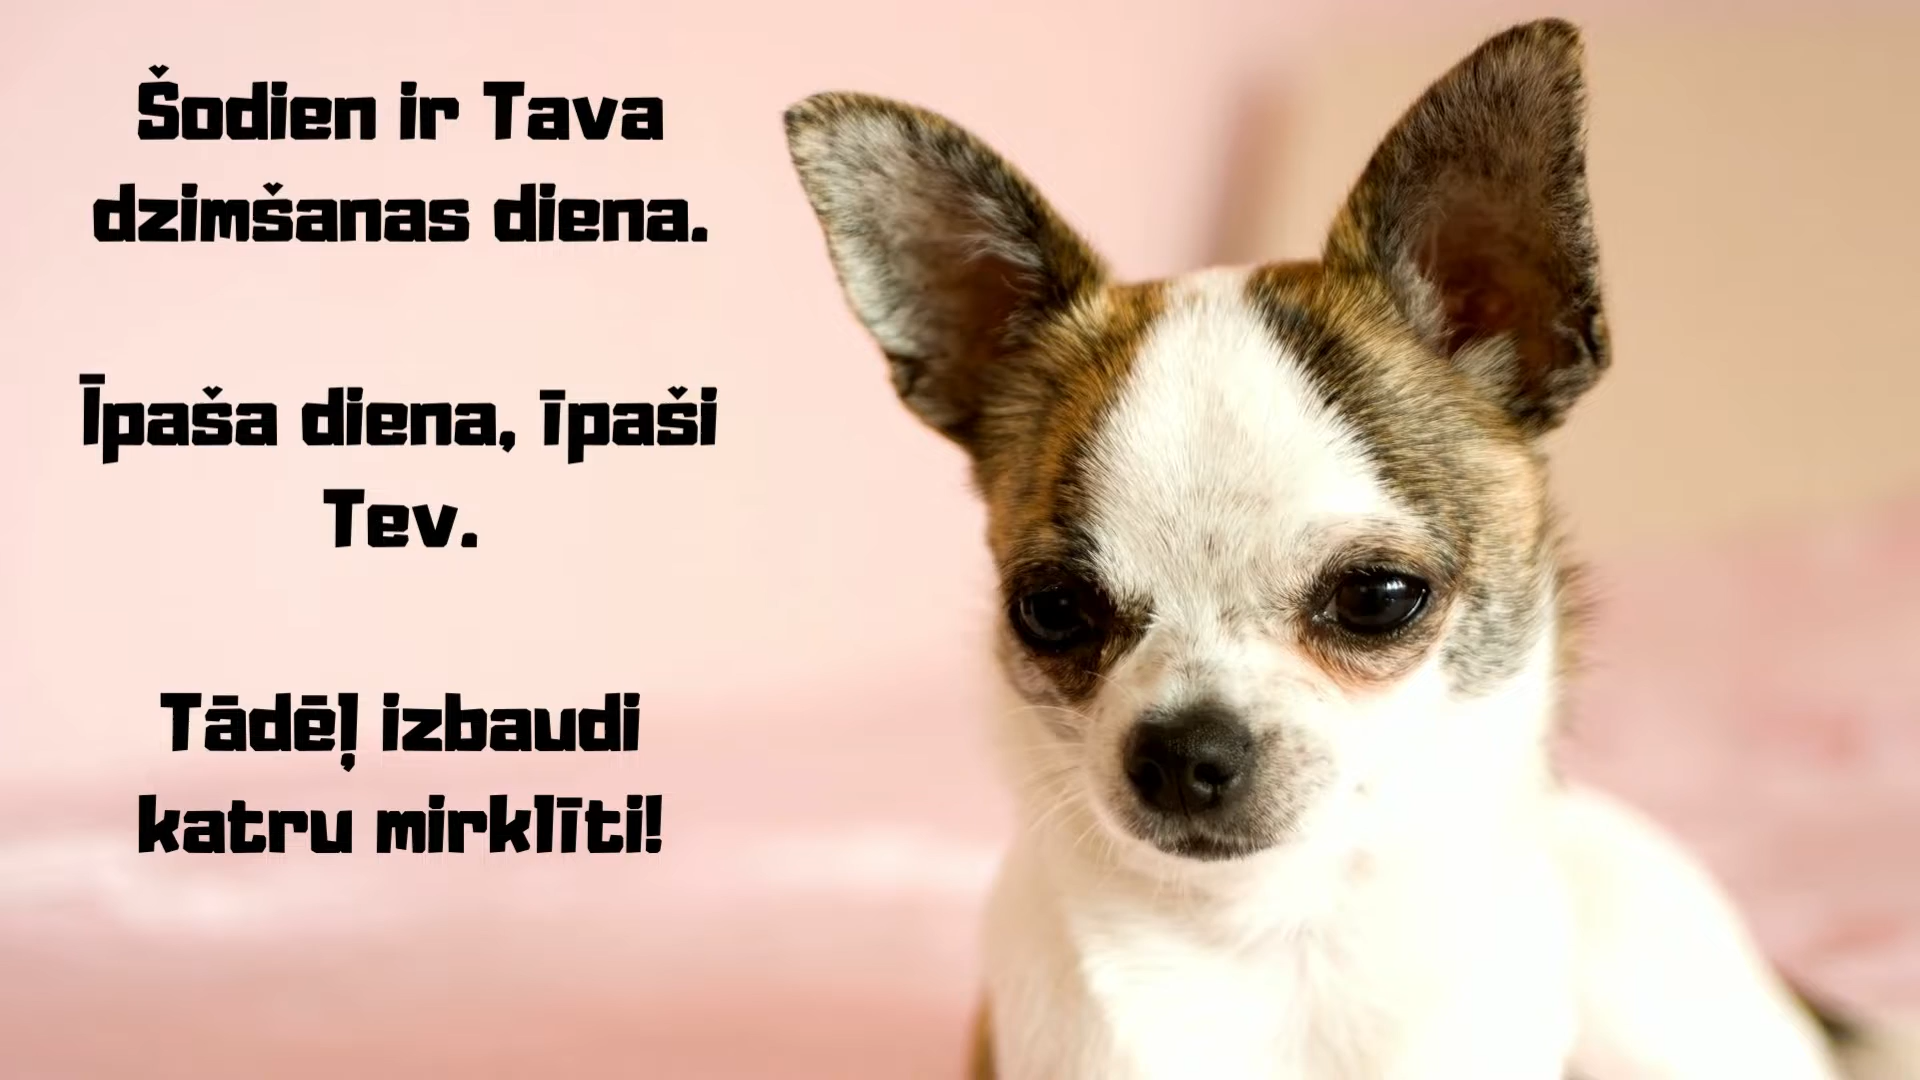 Šodien ir Tava
dzimšanas diena.
Īpaša diena, īpaši
Tev.
Tādēļ izbaudi
katru mirklīti!